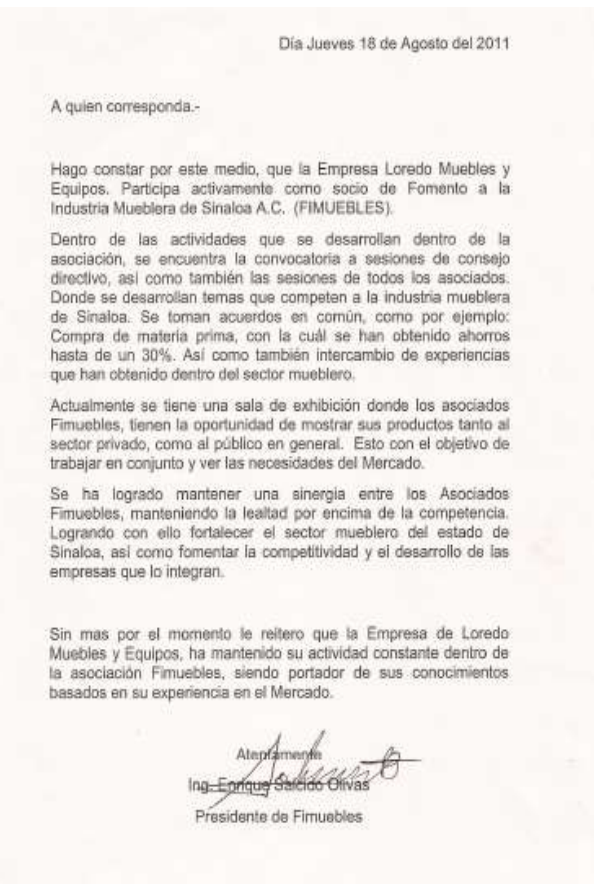 Día Jueves 18 de Agosto del 2011
A quien corresponda.-
Hago constar por este medio, que la Empresa Loredo Muebles y
Equipos. Participa activamente como socio de Fomento a la
Industria Mueblera de Sinaloa A.C. (FIMUEBLES).
Dentro de las actividades que se desarrollan dentro de la
asociación, se encuentra la convocatoria a sesiones de consejo
directivo, así como también las sesiones de todos los asociados.
Donde se desarrollan temas que competen a la industria mueblera
de Sinaloa. Se toman acuerdos en común, como por ejemplo:
Compra de materia prima, con la cuál se han obtenido ahorros
hasta de un 30%. Así como también intercambio de experiencias
que han obtenido dentro del sector mueblero.
Actualmente se tiene una sala de exhibición donde los asociados
Fimuebles, tienen la oportunidad de mostrar sus productos tanto al
sector privado, como al público en general. Esto con el objetivo de
trabajar en conjunto y ver las necesidades del Mercado.
Se ha logrado mantener una sinergia entre los Asociados
Fimuebles, manteniendo la lealtad por encima de la competencia.
Logrando con ello fortalecer el sector mueblero del estado de
Sinaloa, así como fomentar la competitividad y el desarrollo de las
empresas que lo integran.
Sin mas por el momento le reitero que la Empresa de Loredo
Muebles y Equipos, ha mantenido su actividad constante dentro de
la asociación Fimuebles, siendo portador de sus conocimientos
basados en su experiencia en el Mercado.
Atentamente
Ing. Enrique Salcido Olivas
Presidente de Fimuebles